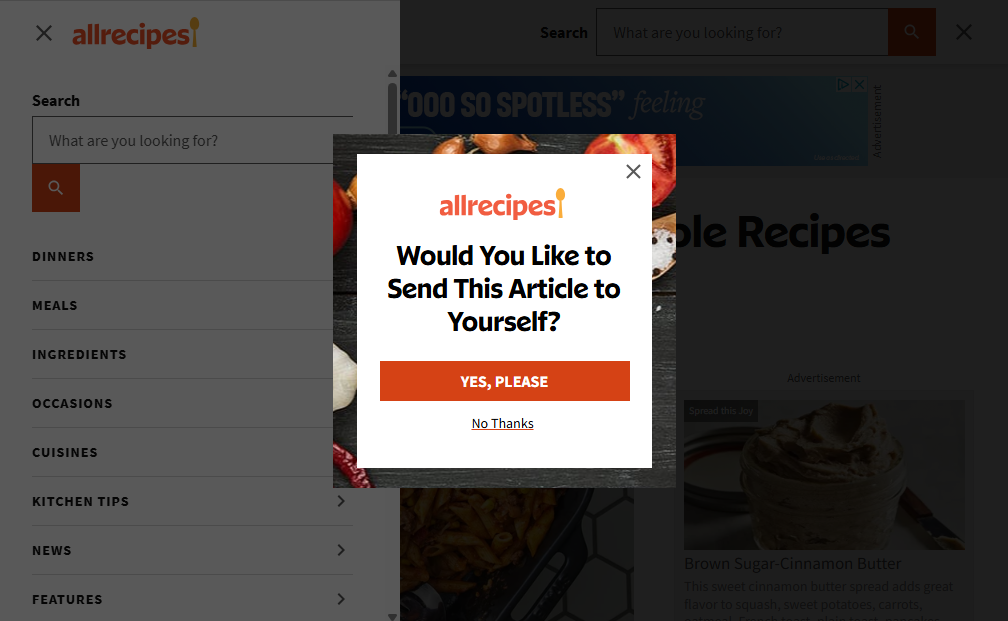 allrecipes
Search
What are you looking for?
DINNERS
MEALS
INGREDIENTS
OCCASIONS
CUISINES
KITCHEN TIPS
NEWS
FEATURES
Search
What are you looking for?
"OOO SO SPOTLESS" feeling
Advertisement
Recipes
allrecipes
Would You Like to
Send This Article to
Yourself?
YES, PLEASE
No Thanks
Advertisement
Spread this Joy
Brown Sugar-Cinnamon Butter
This sweet cinnamon butter spread adds great
flavor to squash, sweet potatoes, carrots,